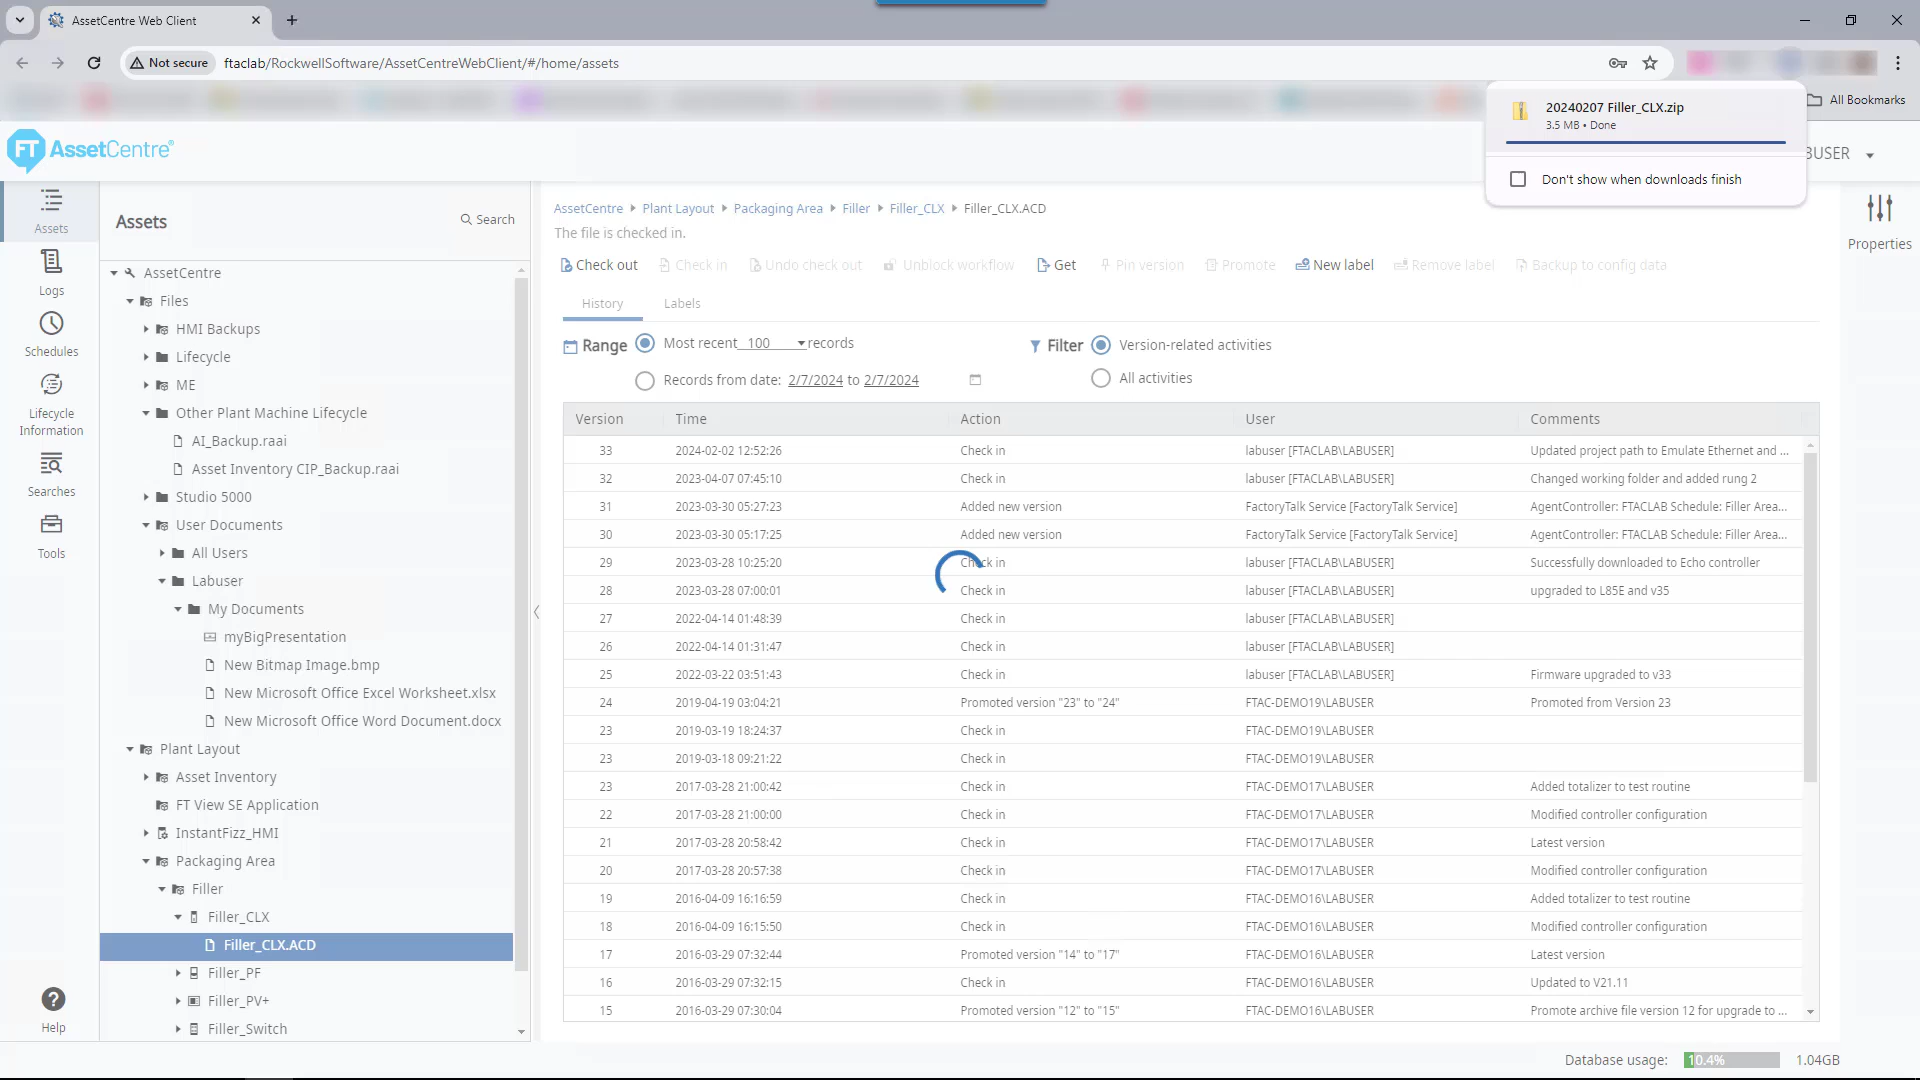 AssetCentre Web Client
Not secure
ftaclab/RockwellSoftware/AssetCentreWebClient/#/home/assets
All Bookmarks
20240207 Filler_CLX.zip
3.5 MB • Done
Don't show when downloads finish
FT AssetCentre®
BUSER
Assets
Logs
Schedules
Lifecycle
Information
Searches
Tools
Help
Assets
Search
AssetCentre
Files
HMI Backups
Lifecycle
ME
Other Plant Machine Lifecycle
AI_Backup.raai
Asset Inventory CIP_Backup.raai
Studio 5000
User Documents
All Users
Labuser
My Documents
myBigPresentation
New Bitmap Image.bmp
New Microsoft Office Excel Worksheet.xlsx
New Microsoft Office Word Document.docx
Plant Layout
Asset Inventory
FT View SE Application
InstantFizz_HMI
Packaging Area
Filler
Filler_CLX
Filler_CLX.ACD
Filler_PF
Filler_PV+
Filler_Switch
AssetCentre Plant Layout Packaging Area Filler Filler_CLX Filler_CLX.ACD
The file is checked in.
Check out Check in Undo check out Unblock workflow Get Pin version Promote New label Remove label Backup to config data
History Labels
Range Most recent 100 records
Records from date: 2/7/2024 to 2/7/2024
Filter Version-related activities
All activities
Version Time Action User Comments
33 2024-02-02 12:52:26 Check in labuser [FTACLAB\LABUSER] Updated project path to Emulate Ethernet and ...
32 2023-04-07 07:45:10 Check in labuser [FTACLAB\LABUSER] Changed working folder and added rung 2
31 2023-03-30 05:27:23 Added new version FactoryTalk Service [FactoryTalk Service] AgentController: FTACLAB Schedule: Filler Area...
30 2023-03-30 05:17:25 Added new version FactoryTalk Service [FactoryTalk Service] AgentController: FTACLAB Schedule: Filler Area...
29 2023-03-28 10:25:20 Check in labuser [FTACLAB\LABUSER] Successfully downloaded to Echo controller
28 2023-03-28 07:00:01 Check in labuser [FTACLAB\LABUSER] upgraded to L85E and v35
27 2022-04-14 01:48:39 Check in labuser [FTACLAB\LABUSER]
26 2022-04-14 01:31:47 Check in labuser [FTACLAB\LABUSER]
25 2022-03-22 03:51:43 Check in labuser [FTACLAB\LABUSER] Firmware upgraded to v33
24 2019-04-19 03:04:21 Promoted version "23" to "24" FTAC-DEMO19\LABUSER Promoted from Version 23
23 2019-03-19 18:24:37 Check in FTAC-DEMO19\LABUSER
23 2019-03-18 09:21:22 Check in FTAC-DEMO19\LABUSER
23 2017-03-28 21:00:42 Check in FTAC-DEMO17\LABUSER Added totalizer to test routine
22 2017-03-28 21:00:00 Check in FTAC-DEMO17\LABUSER Modified controller configuration
21 2017-03-28 20:58:42 Check in FTAC-DEMO17\LABUSER Latest version
20 2017-03-28 20:57:38 Check in FTAC-DEMO17\LABUSER Modified controller configuration
19 2016-04-09 16:16:59 Check in FTAC-DEMO16\LABUSER Added totalizer to test routine
18 2016-04-09 16:15:50 Check in FTAC-DEMO16\LABUSER Modified controller configuration
17 2016-03-29 07:32:44 Promoted version "14" to "17" FTAC-DEMO16\LABUSER Latest version
16 2016-03-29 07:32:15 Check in FTAC-DEMO16\LABUSER Updated to V21.11
15 2016-03-29 07:30:04 Promoted version "12" to "15" FTAC-DEMO16\LABUSER Promote archive file version 12 for upgrade to ...
Properties
Database usage: 10.4% 1.04GB